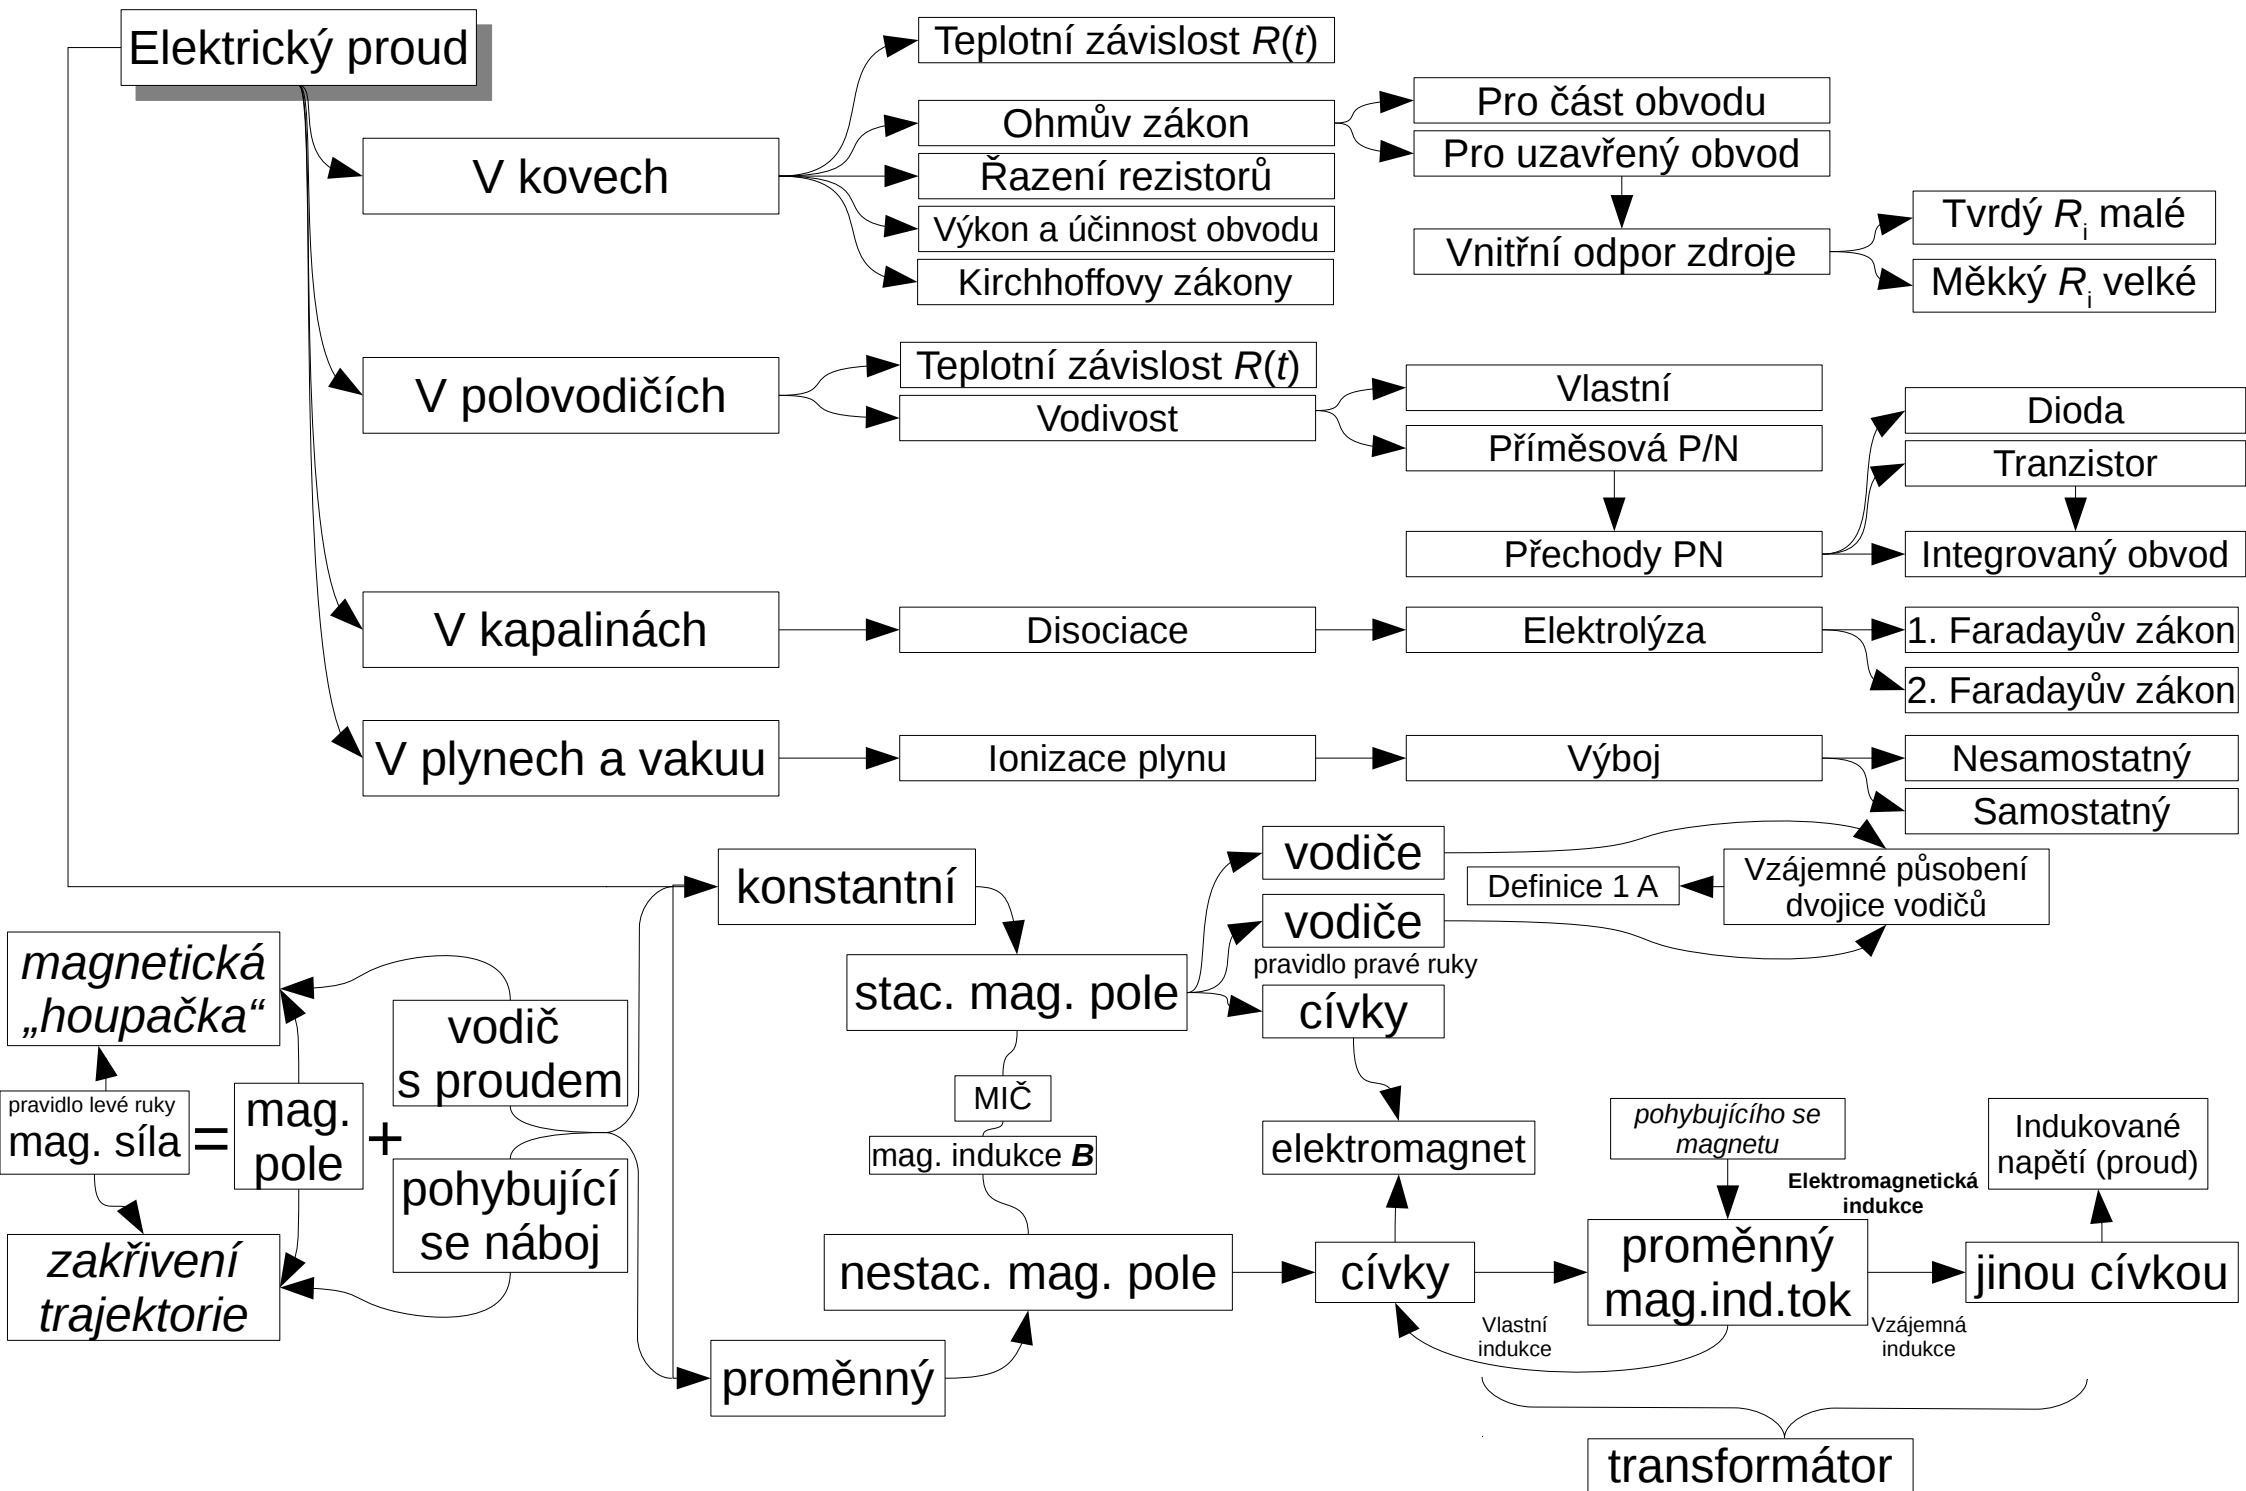 Elektrický proud
V kovech
Teplotní závislost R(t)
Ohmův zákon
Řazení rezistorů
Výkon a účinnost obvodu
Kirchhoffovy zákony
Pro část obvodu
Pro uzavřený obvod
Vnitřní odpor zdroje
Tvrdý Ri malé
Měkký Ri velké
V polovodičích
Teplotní závislost R(t)
Vodivost
Vlastní
Příměsová P/N
Přechody PN
Dioda
Tranzistor
Integrovaný obvod
V kapalinách
Disociace
Elektrolýza
1. Faradayův zákon
2. Faradayův zákon
V plynech a vakuu
Ionizace plynu
Výboj
Nesamostatný
Samostatný
konstantní
stac. mag. pole
vodiče
vodiče
pravidlo pravé ruky
cívky
Definice 1 A
Vzájemné působení
dvojice vodičů
magnetická
„houpačka“
vodič
s proudem
pravidlo levé ruky
mag. síla
=
mag.
pole
+
pohybující
se náboj
zakřivení
trajektorie
MIČ
mag. indukce B
elektromagnet
nestac. mag. pole
cívky
proměnný
pohybujícího se
magnetu
proměnný
mag.ind.tok
Elektromagnetická
indukce
Indukované
napětí (proud)
jinou cívkou
Vlastní
indukce
Vzájemná
indukce
transformátor